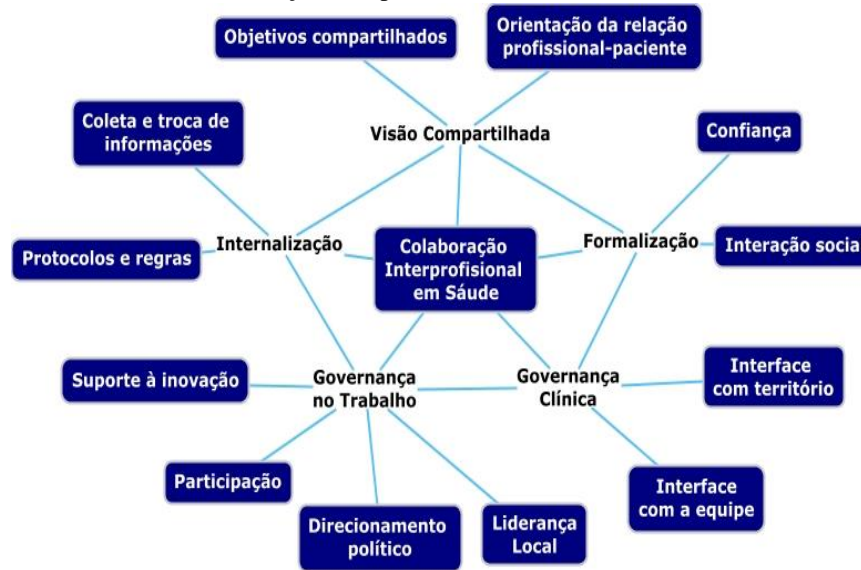 Objetivos compartilhados
Orientação da relação
profissional-paciente
Coleta e troca de
informações
Visão Compartilhada
Confiança
Protocolos e regras
Internalização
Colaboração
Interprofisional
em Sáude
Formalização
Interação social
Suporte à inovação
Governança
no Trabalho
Governança
Clínica
Interface
com território
Participação
Direcionamento
político
Liderança
Local
Interface
com a equipe